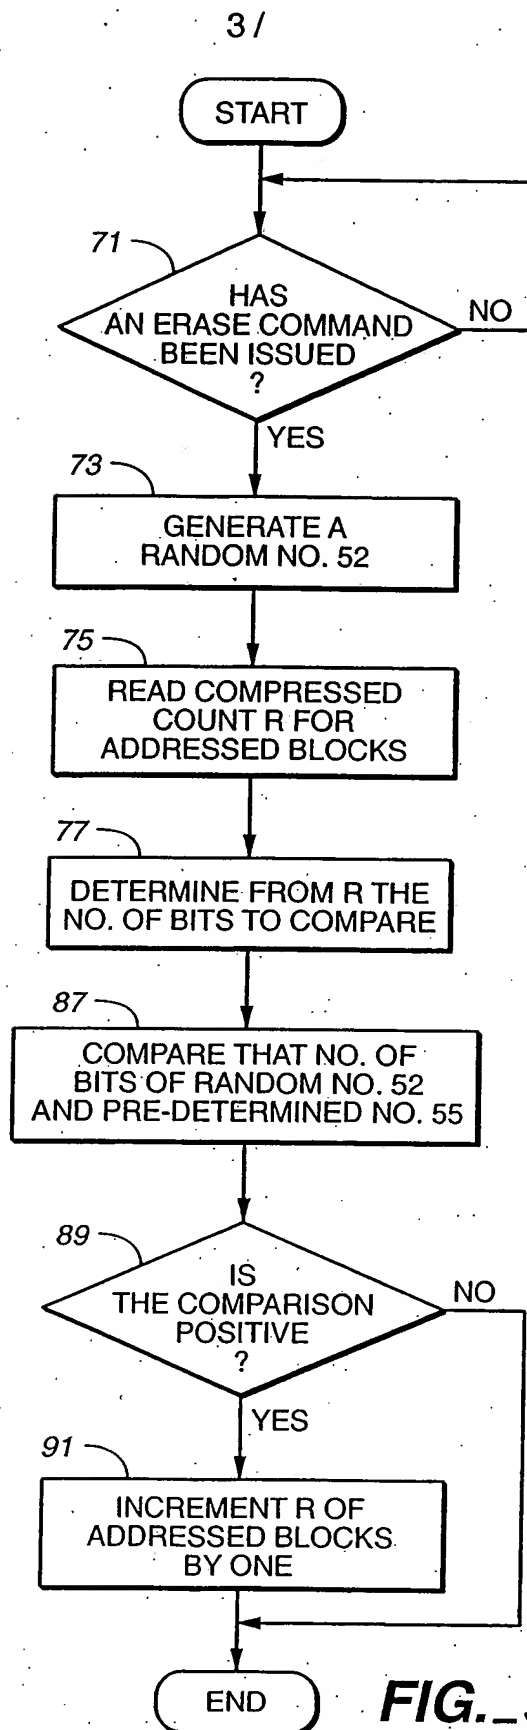 3/
START
71
HAS
AN ERASE COMMAND
BEEN ISSUED
?
NO
YES
73
GENERATE A
RANDOM NO. 52
75
READ COMPRESSED
COUNT R FOR
ADDRESSED BLOCKS
77
DETERMINE FROM R THE
NO. OF BITS TO COMPARE
87
COMPARE THAT NO. OF
BITS OF RANDOM NO. 52
AND PRE-DETERMINED NO. 55
89
IS
THE COMPARISON
POSITIVE
?
NO
YES
91
INCREMENT R OF
ADDRESSED BLOCKS
BY ONE
END
FIG._